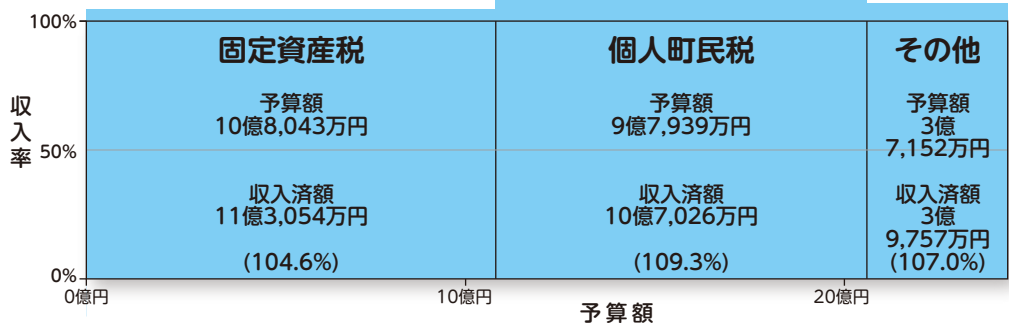 100%
50%
0%
収入率
固定資産税
予算額
10億8,043万円
収入済額
11億3,054万円
(104.6%)
個人町民税
予算額
9億7,939万円
収入済額
10億7,026万円
(109.3%)
その他
予算額
3億
7,152万円
収入済額
3億
9,757万円
(107.0%)
0億円
10億円
20億円
予算額